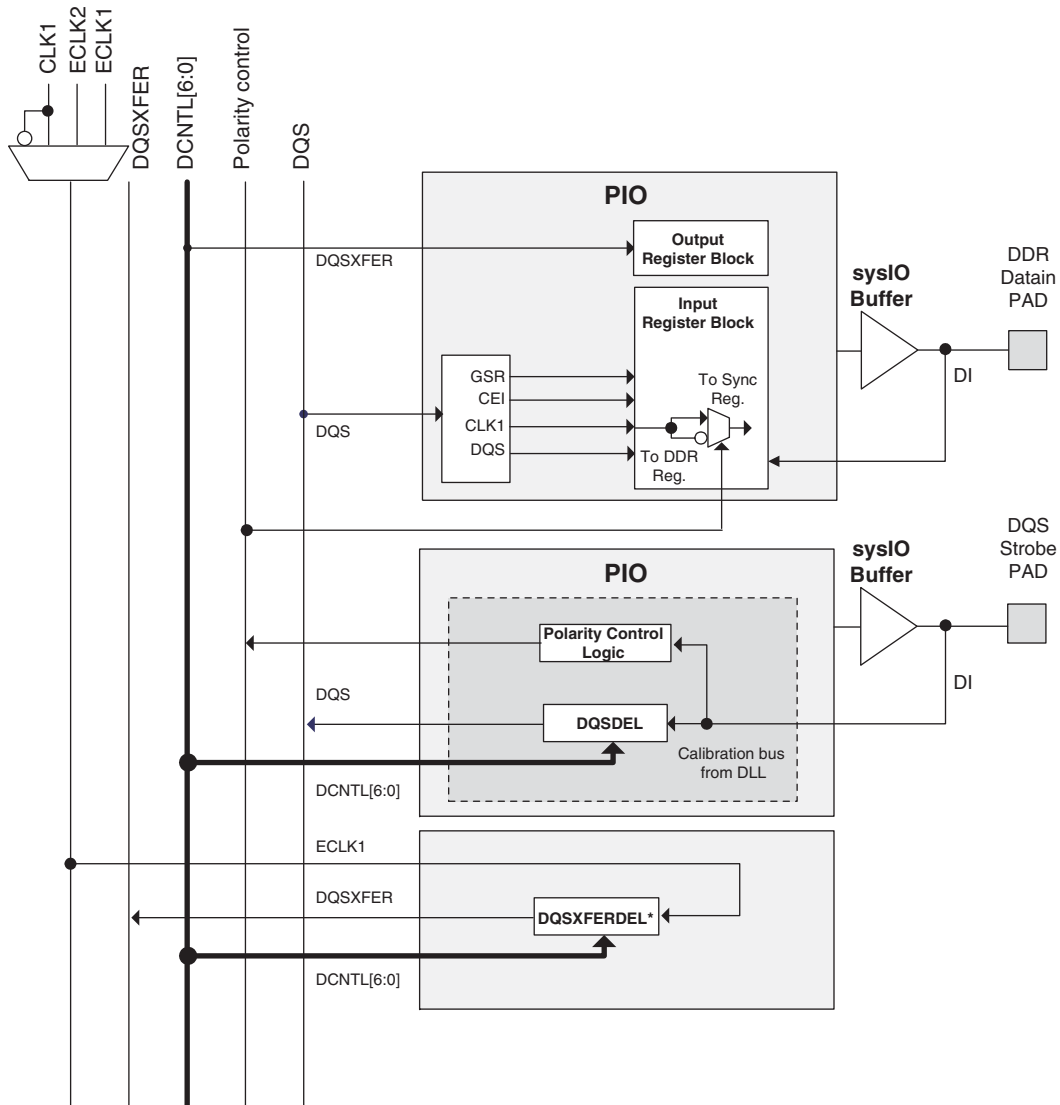 CLK1
ECLK2
ECLK1
DQSXFER
DCNTL[6:0]
Polarity control
DQS
PIO
DQSXFER
Output
Register Block
sysIO
Buffer
DDR
Datain
PAD
Input
Register Block
GSR
CEI
CLK1
DQS
To Sync
Reg.
To DDR
Reg.
DI
DQS
PIO
sysIO
Buffer
DQS
Strobe
PAD
Polarity Control
Logic
DQS
DQSDEL
DI
Calibration bus
from DLL
DCNTL[6:0]
ECLK1
DQSXFER
DQSXFERDEL*
DCNTL[6:0]